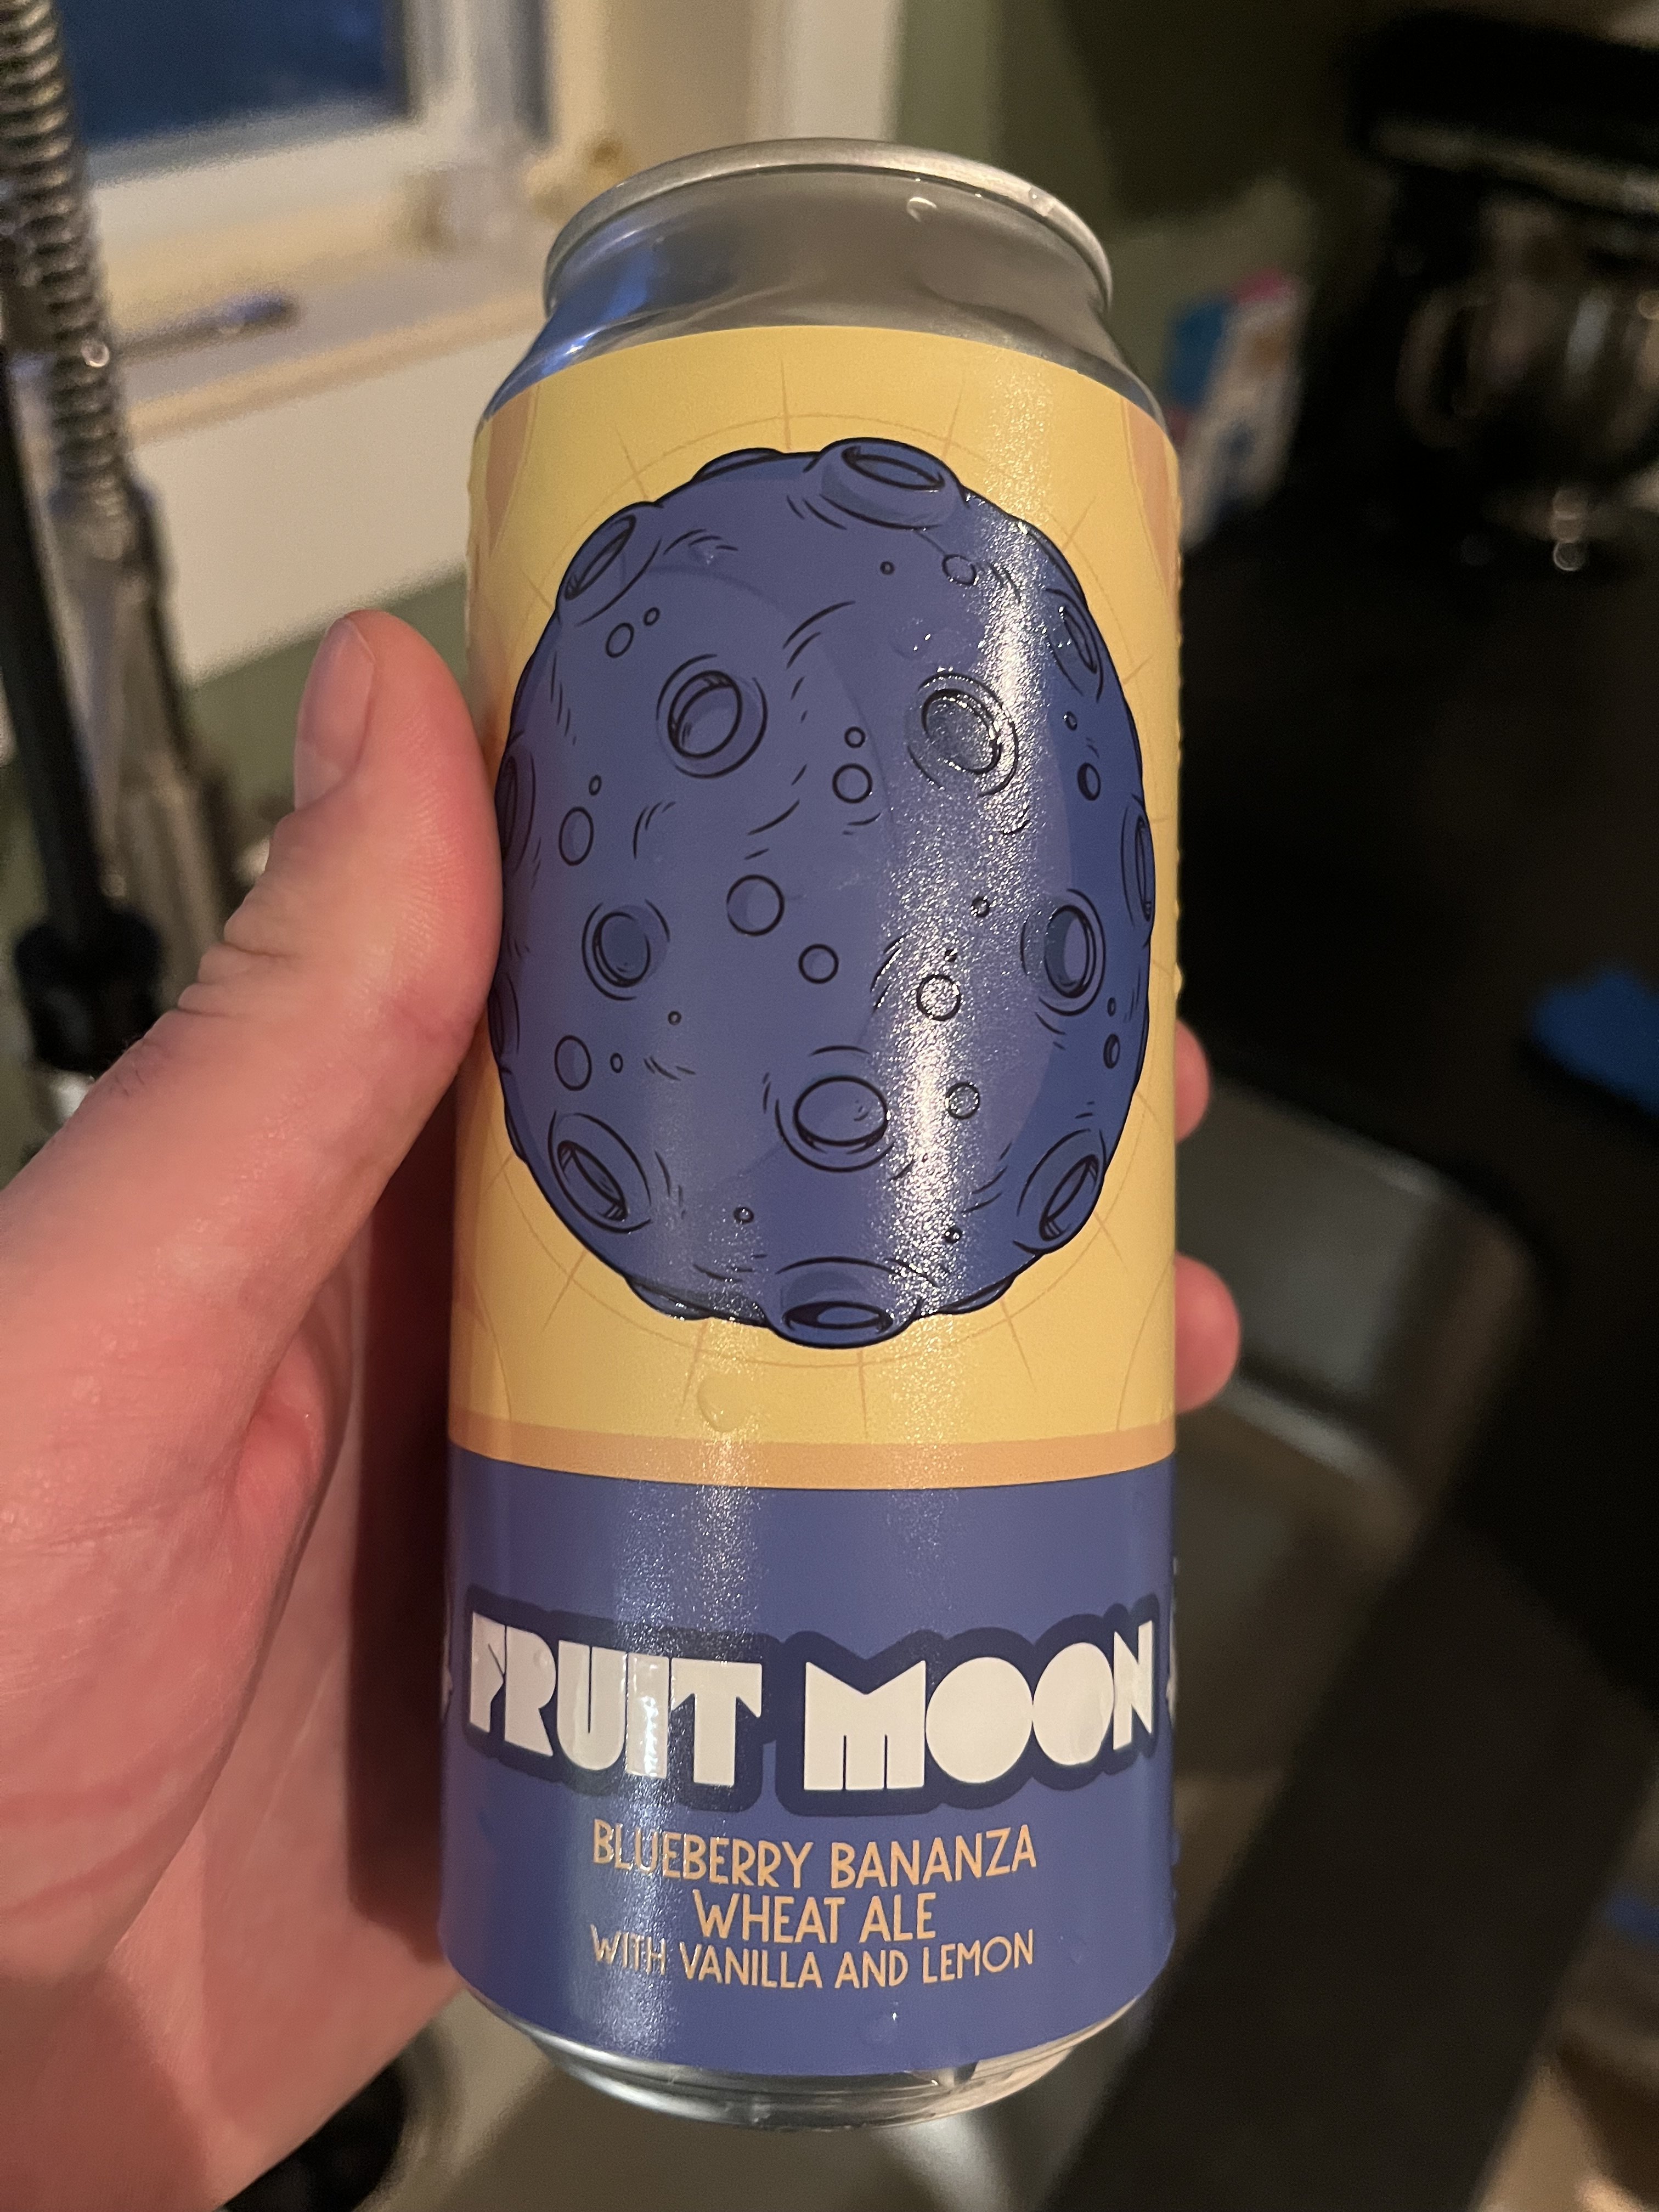 FRUIT MOON
BLUEBERRY BANANZA
WHEAT ALE
WITH VANILLA AND LEMON